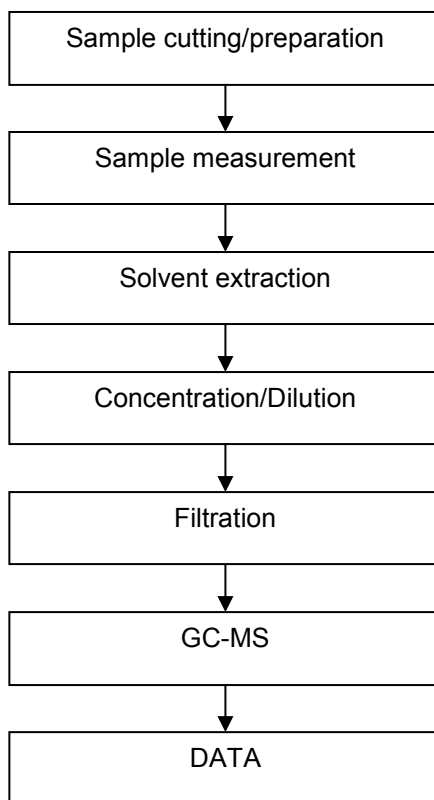 Sample cutting/preparation
Sample measurement
Solvent extraction
Concentration/Dilution
Filtration
GC-MS
DATA